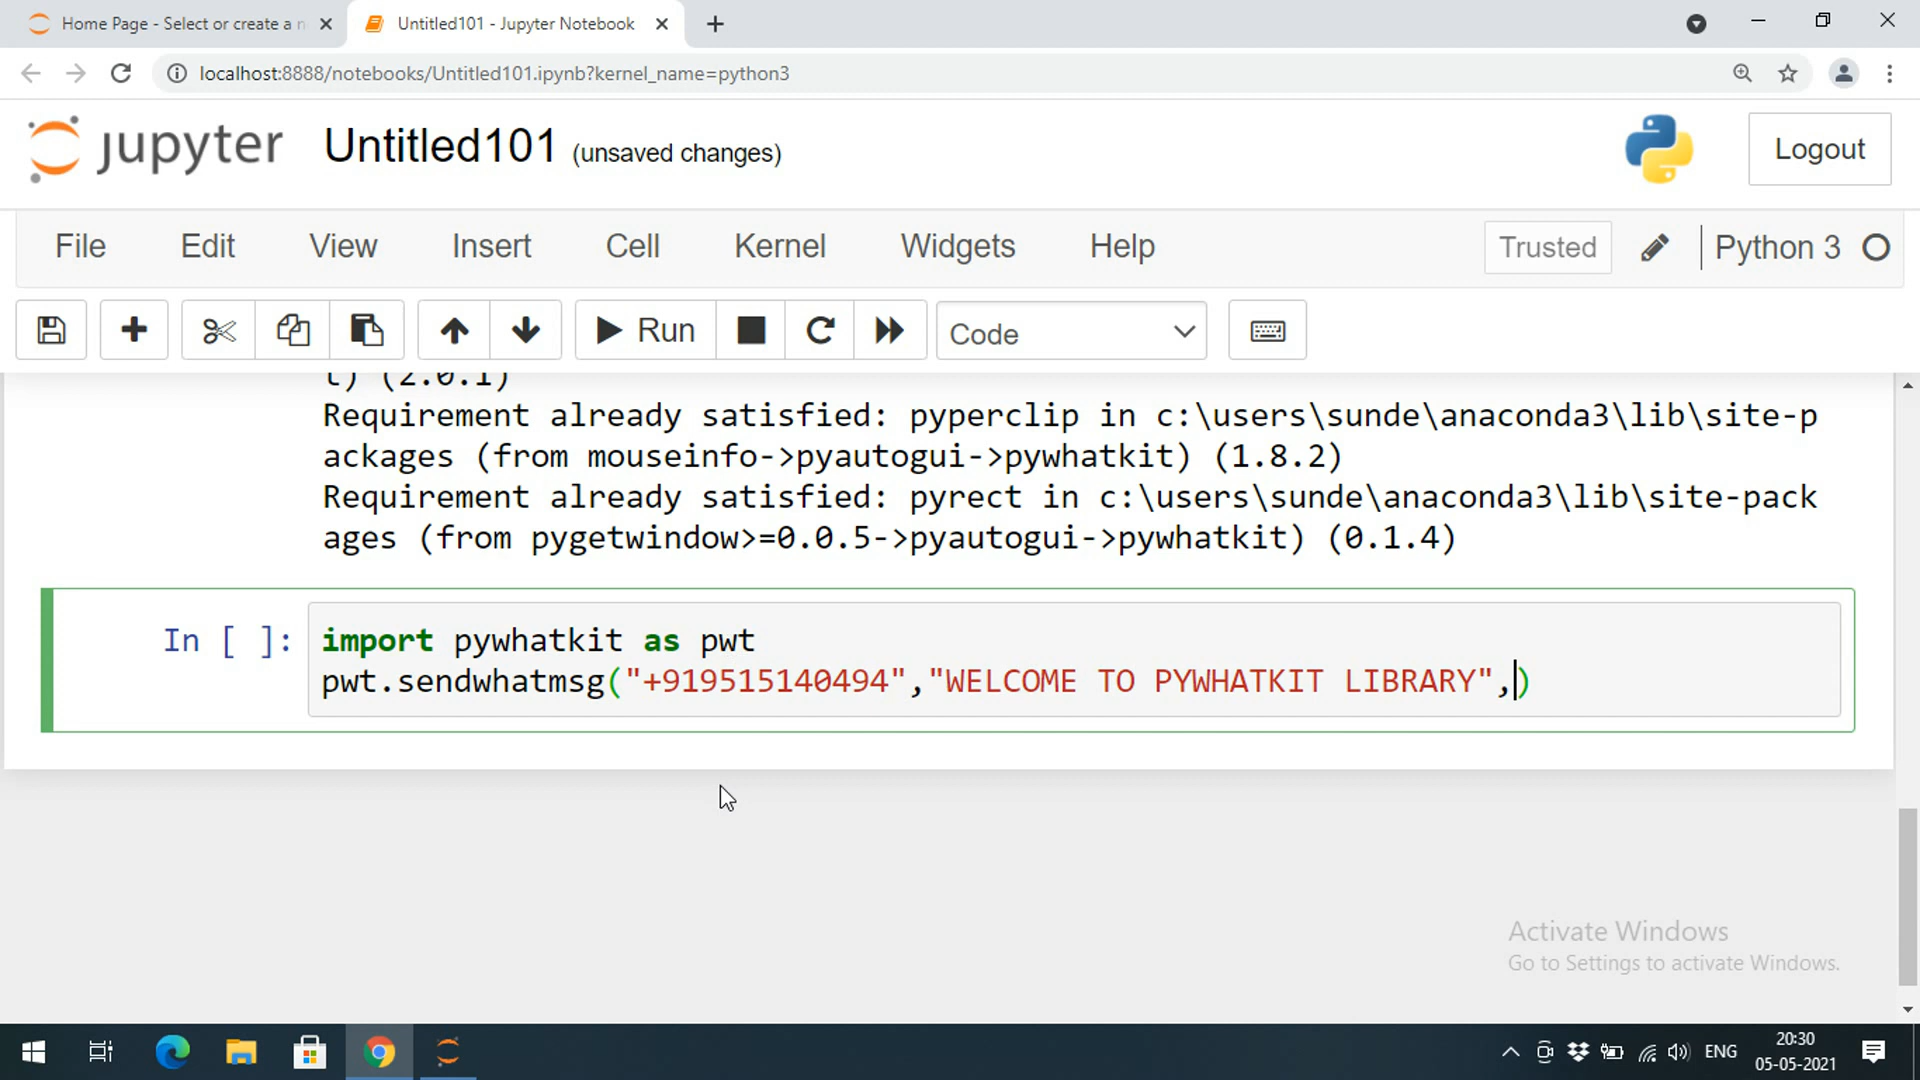 Home Page - Select or create a n
Untitled101 - Jupyter Notebook
localhost:8888/notebooks/Untitled101.ipynb?kernel_name=python3
jupyter Untitled101 (unsaved changes)
Logout
File Edit View Insert Cell Kernel Widgets Help Trusted Python 3
Run Code
t) (2.0.1)
Requirement already satisfied: pyperclip in c:\users\sunde\anaconda3\lib\site-p
ackages (from mouseinfo->pyautogui->pywhatkit) (1.8.2)
Requirement already satisfied: pyrect in c:\users\sunde\anaconda3\lib\site-pack
ages (from pygetwindow>=0.0.5->pyautogui->pywhatkit) (0.1.4)
In [ ]: import pywhatkit as pwt
pwt.sendwhatmsg("+919515140494","WELCOME TO PYWHATKIT LIBRARY",)
Activate Windows
Go to Settings to activate Windows.
ENG
20:30
05-05-2021